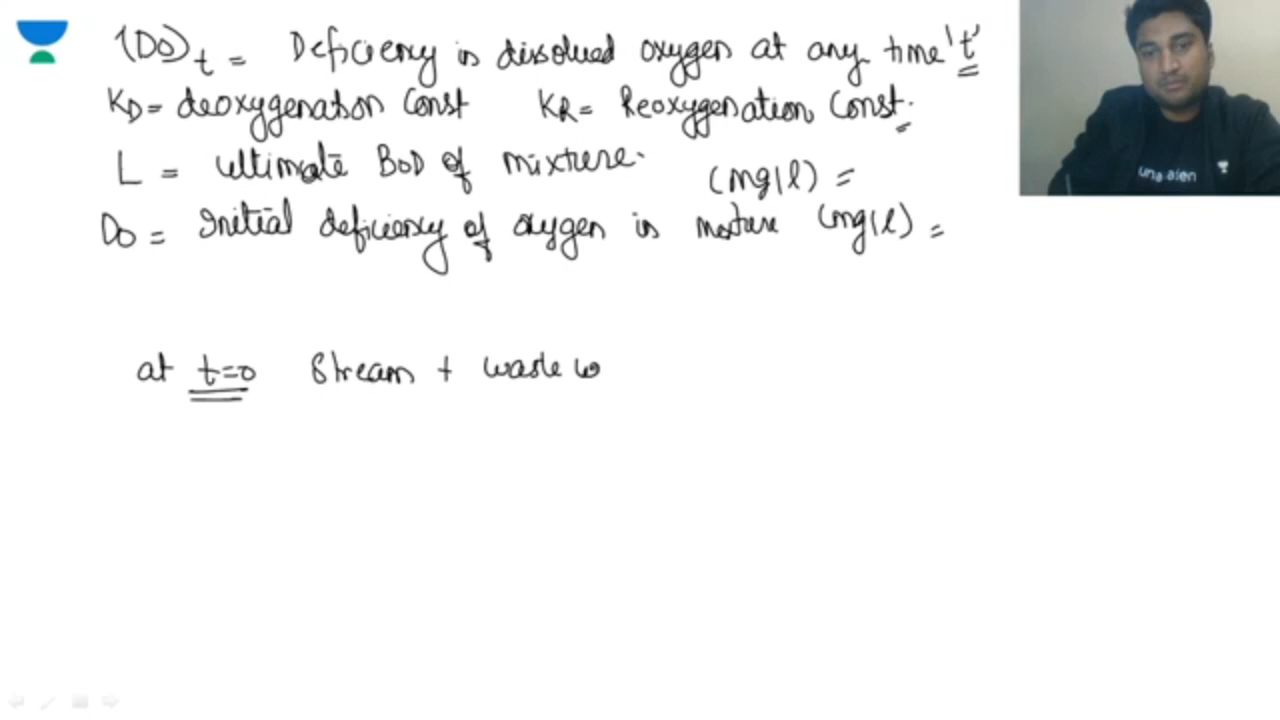 (DO)t = Deficiency in dissolved oxygen at any time 't'
KD = deoxygenation Const KR = Reoxygenation Const.
L = ultimate BOD of mixture. (mg/l) =
Do = Initial deficiency of oxygen in mixture (mg/l) =
at t=0 Stream + waste w
unacademy